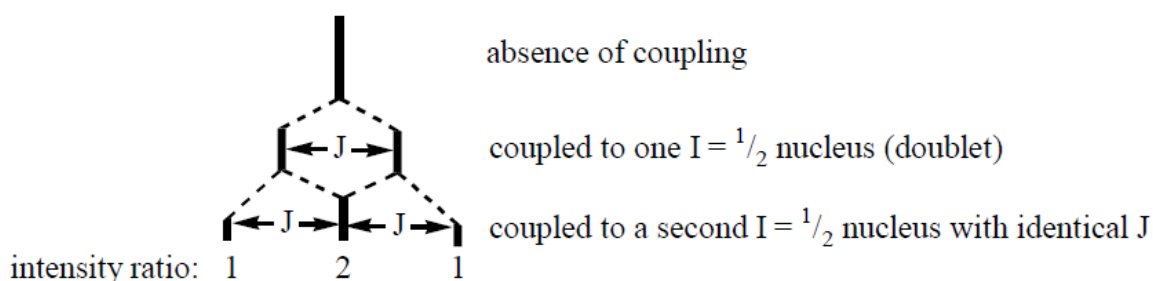 absence of coupling
J
coupled to one I = 1/2 nucleus (doublet)
J J
coupled to a second I = 1/2 nucleus with identical J
intensity ratio: 1 2 1